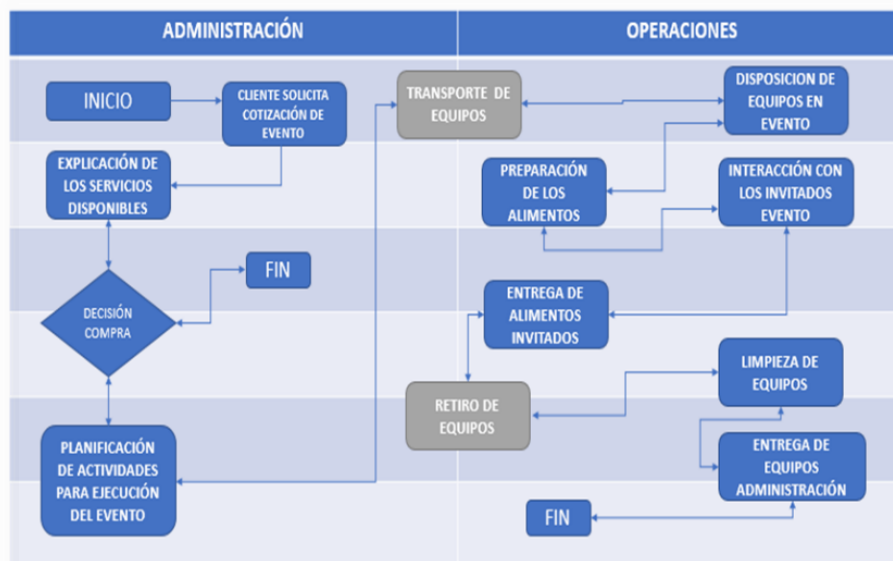 ADMINISTRACIÓN
OPERACIONES
INICIO
CLIENTE SOLICITA
COTIZACIÓN DE
EVENTO
TRANSPORTE DE
EQUIPOS
DISPOSICION DE
EQUIPOS EN
EVENTO
EXPLICACIÓN DE
LOS SERVICIOS
DISPONIBLES
PREPARACIÓN
DE LOS
ALIMENTOS
INTERACCIÓN CON
LOS INVITADOS
EVENTO
FIN
DECISIÓN
COMPRA
ENTREGA DE
ALIMENTOS
INVITADOS
LIMPIEZA DE
EQUIPOS
RETIRO DE
EQUIPOS
PLANIFICACIÓN
DE ACTIVIDADES
PARA EJECUCIÓN
DEL EVENTO
ENTREGA DE
EQUIPOS
ADMINISTRACIÓN
FIN